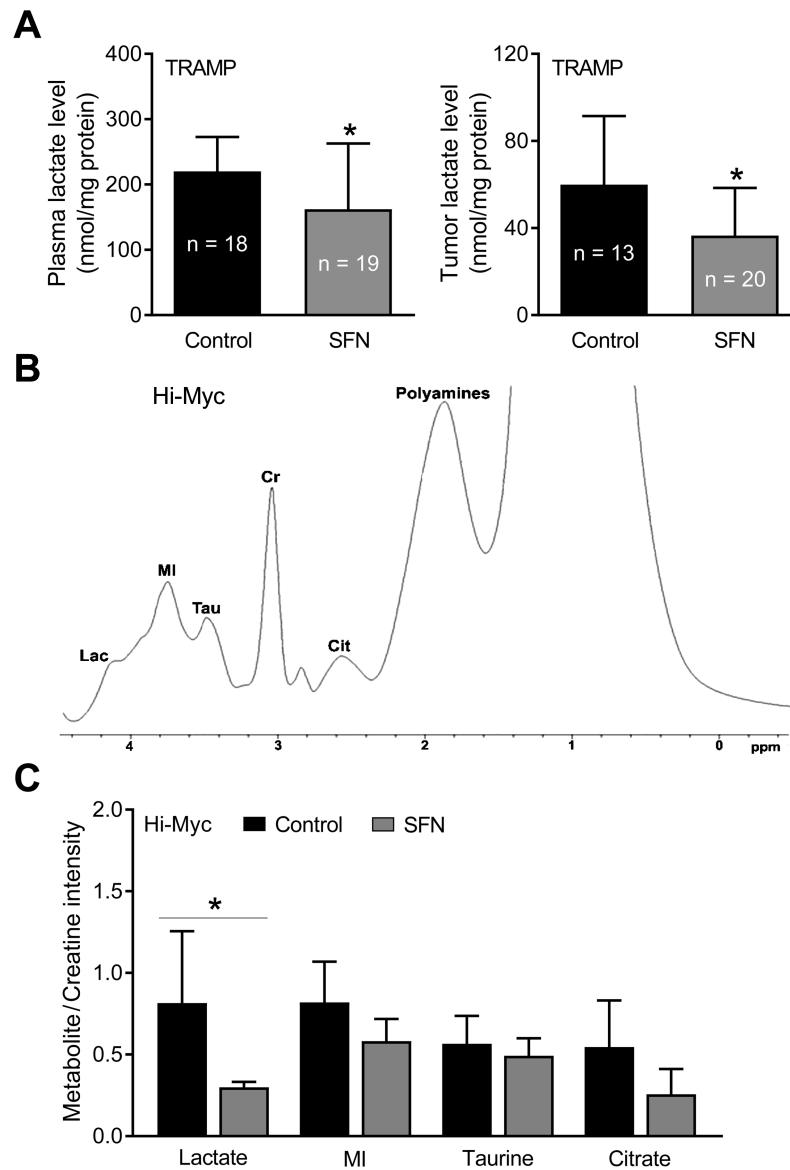 A
Plasma lactate level
(nmol/mg protein)
400
300
200
100
0
TRAMP
*
n = 18
n = 19
Control
SFN
Tumor lactate level
(nmol/mg protein)
120
80
40
0
TRAMP
*
n = 13
n = 20
Control
SFN
B
Hi-Myc
Polyamines
Cr
MI
Tau
Lac
Cit
4
3
2
1
0
ppm
C
Metabolite/Creatine intensity
2.0
1.5
1.0
0.5
0.0
Hi-Myc
Control
SFN
*
Lactate
MI
Taurine
Citrate